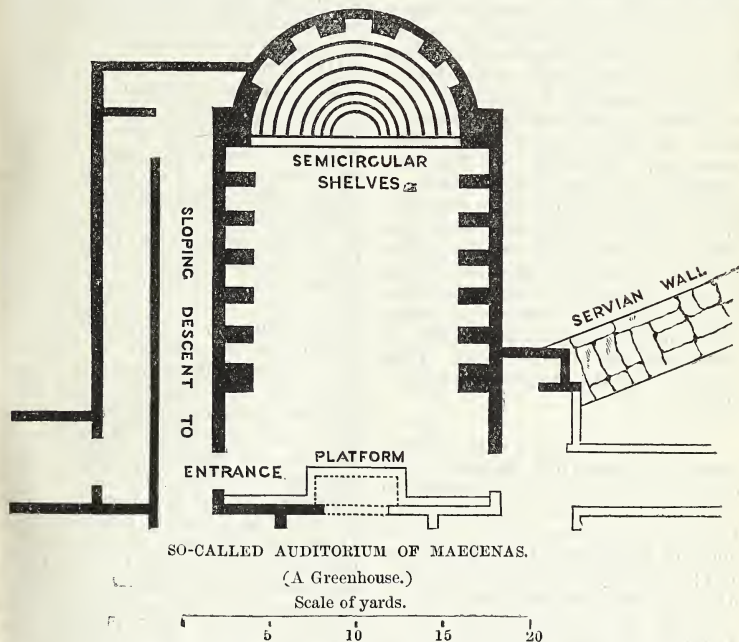 SEMICIRCULAR
SHELVES
SLOPING DESCENT TO
SERVIAN WALL
PLATFORM
ENTRANCE.
SO-CALLED AUDITORIUM OF MAECENAS.
(A Greenhouse.)
Scale of yards.
5 10 15 20